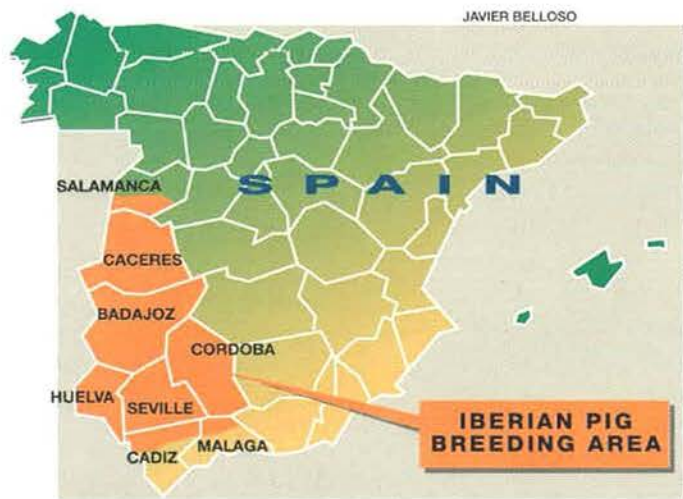 JAVIER BELLOSO
SALAMANCA
SPAIN
CACERES
BADAJOZ
CORDOBA
HUELVA
SEVILLE
MALAGA
CADIZ
IBERIAN PIG
BREEDING AREA